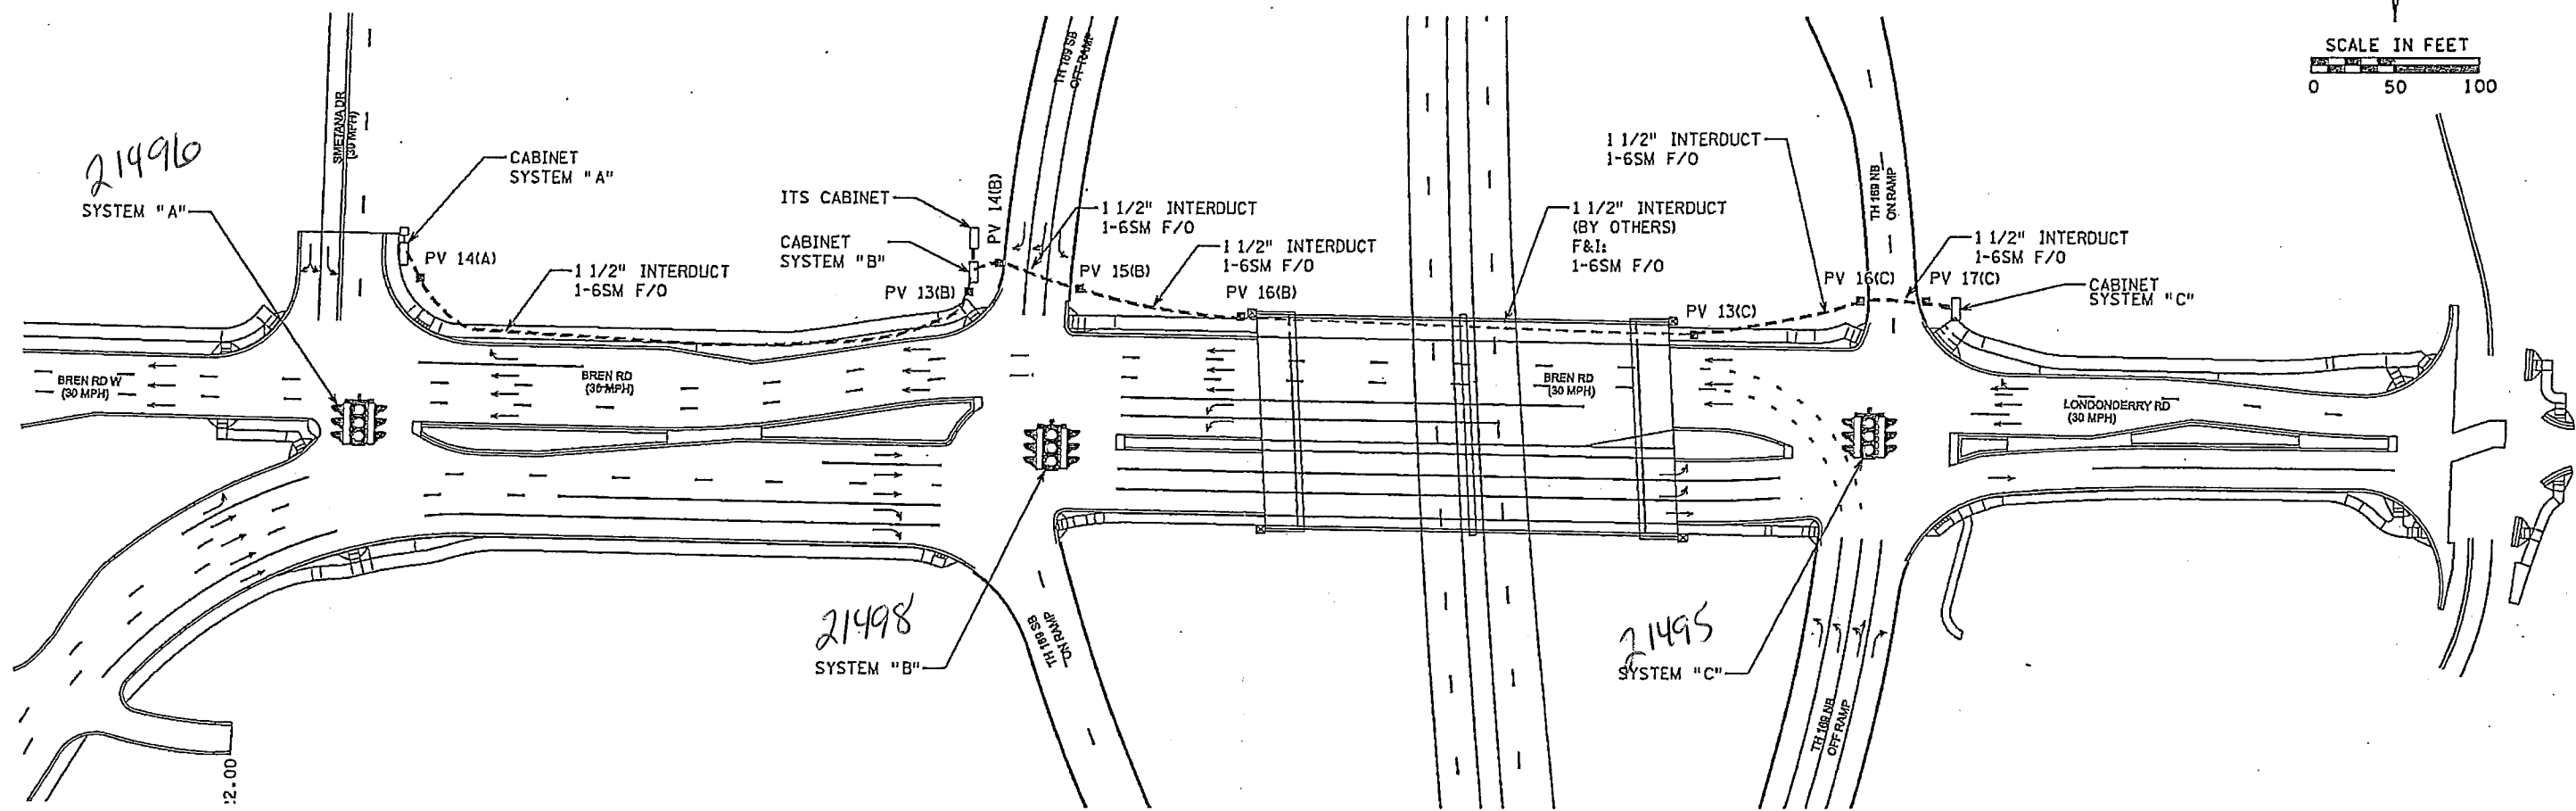 SCALE IN FEET
0 50 100
SMETANA DR
(30 MPH)
21496
SYSTEM "A"
CABINET
SYSTEM "A"
PV 14(A)
1 1/2" INTERDUCT
1-6SM F/O
ITS CABINET
CABINET
SYSTEM "B"
PV 13(B)
PV 14(B)
TH 169 SB
OFF RAMP
1 1/2" INTERDUCT
1-6SM F/O
PV 15(B)
1 1/2" INTERDUCT
1-6SM F/O
PV 16(B)
1 1/2" INTERDUCT
(BY OTHERS)
F&I:
1-6SM F/O
1 1/2" INTERDUCT
1-6SM F/O
PV 13(C)
PV 16(C)
TH 169 NB
ON RAMP
PV 17(C)
1 1/2" INTERDUCT
1-6SM F/O
CABINET
SYSTEM "C"
BREN RD W
(30 MPH)
BREN RD
(30 MPH)
BREN RD
(30 MPH)
LONDONDERRY RD
(30 MPH)
21498
SYSTEM "B"
TH 169 SB
ON RAMP
21495
SYSTEM "C"
TH 169 NB
OFF RAMP
2.00